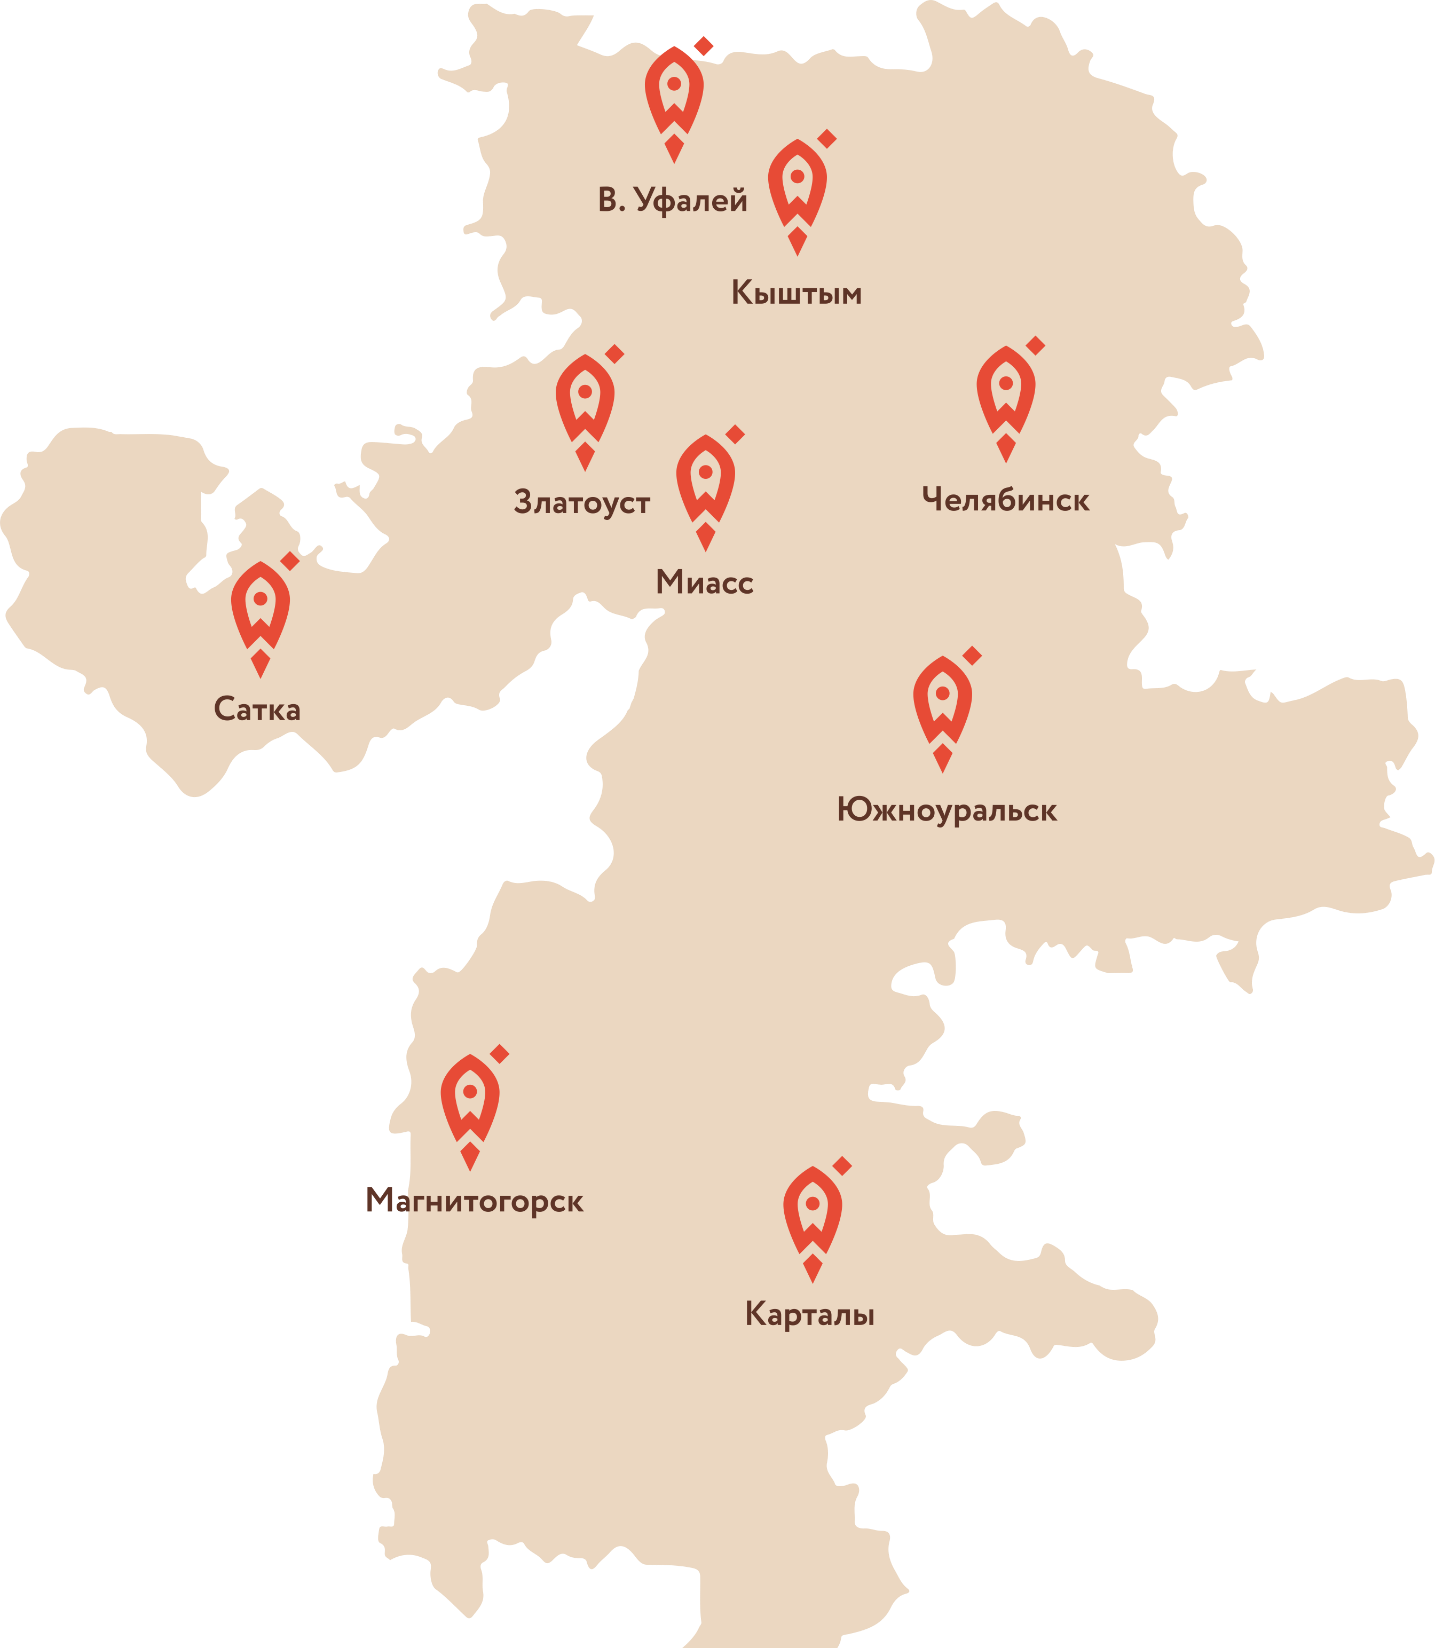 В. Уфалей
Кыштым
Златоуст
Челябинск
Миасс
Сатка
Южноуральск
Магнитогорск
Карталы